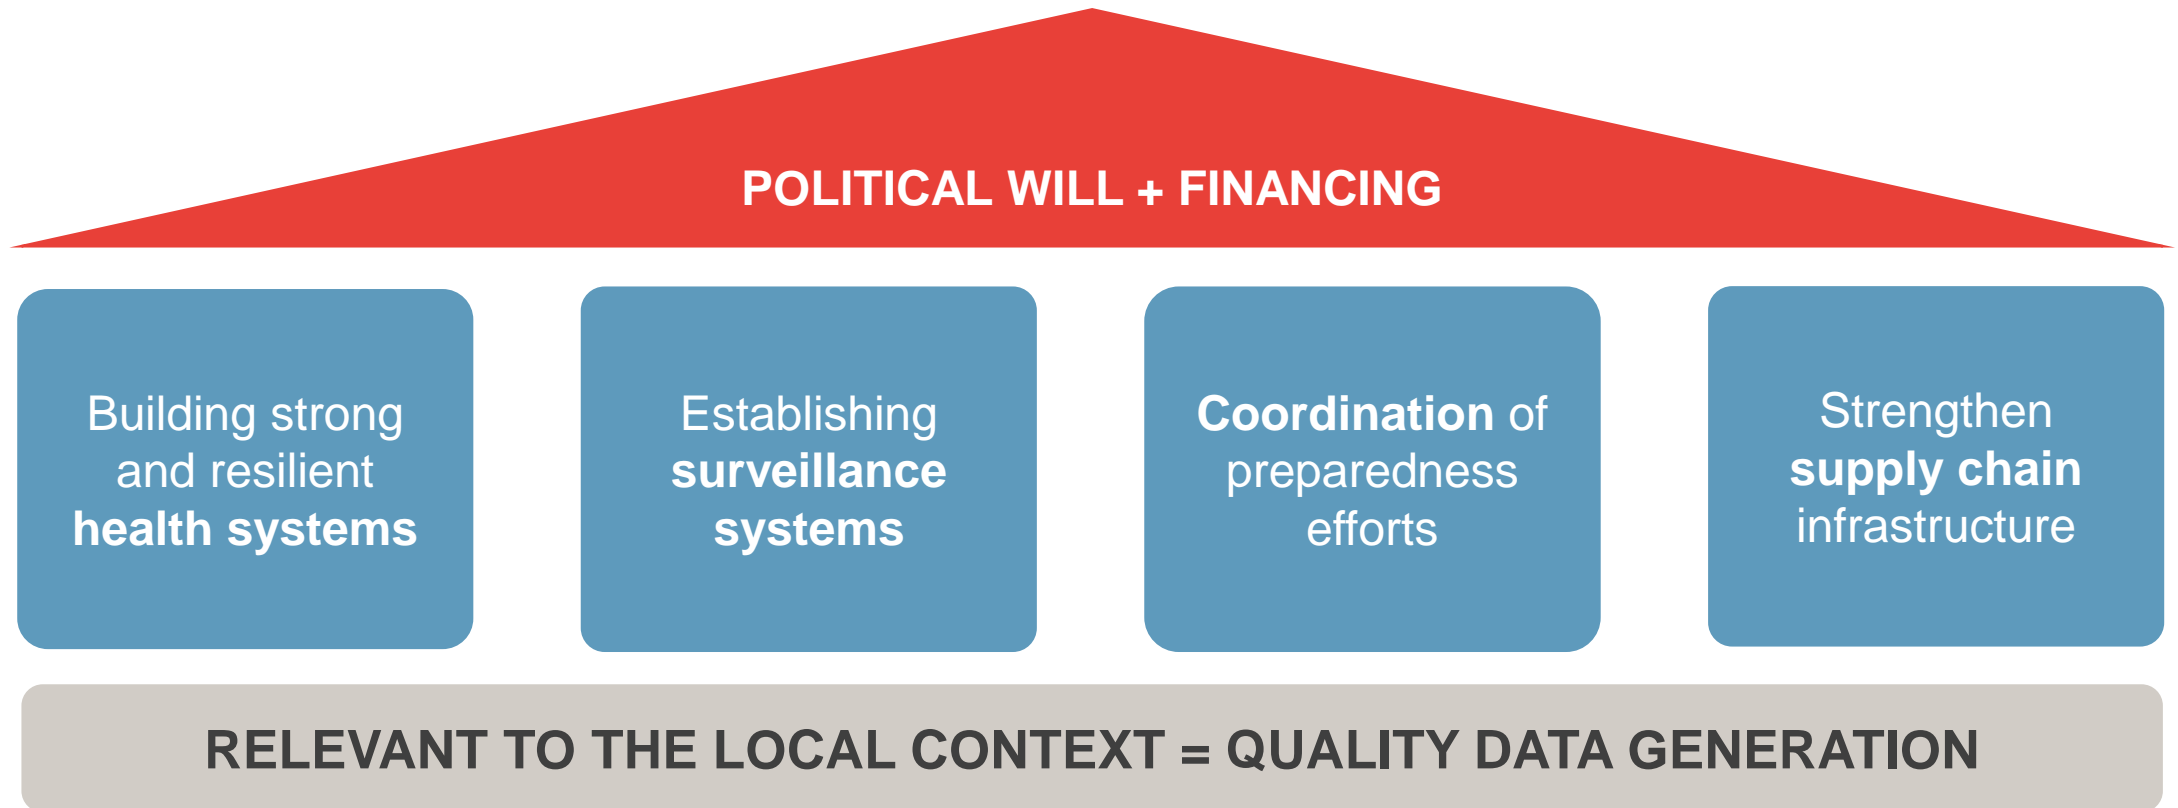 POLITICAL WILL + FINANCING
Building strong
and resilient
health systems
Establishing
surveillance
systems
Coordination of
preparedness
efforts
Strengthen
supply chain
infrastructure
RELEVANT TO THE LOCAL CONTEXT = QUALITY DATA GENERATION